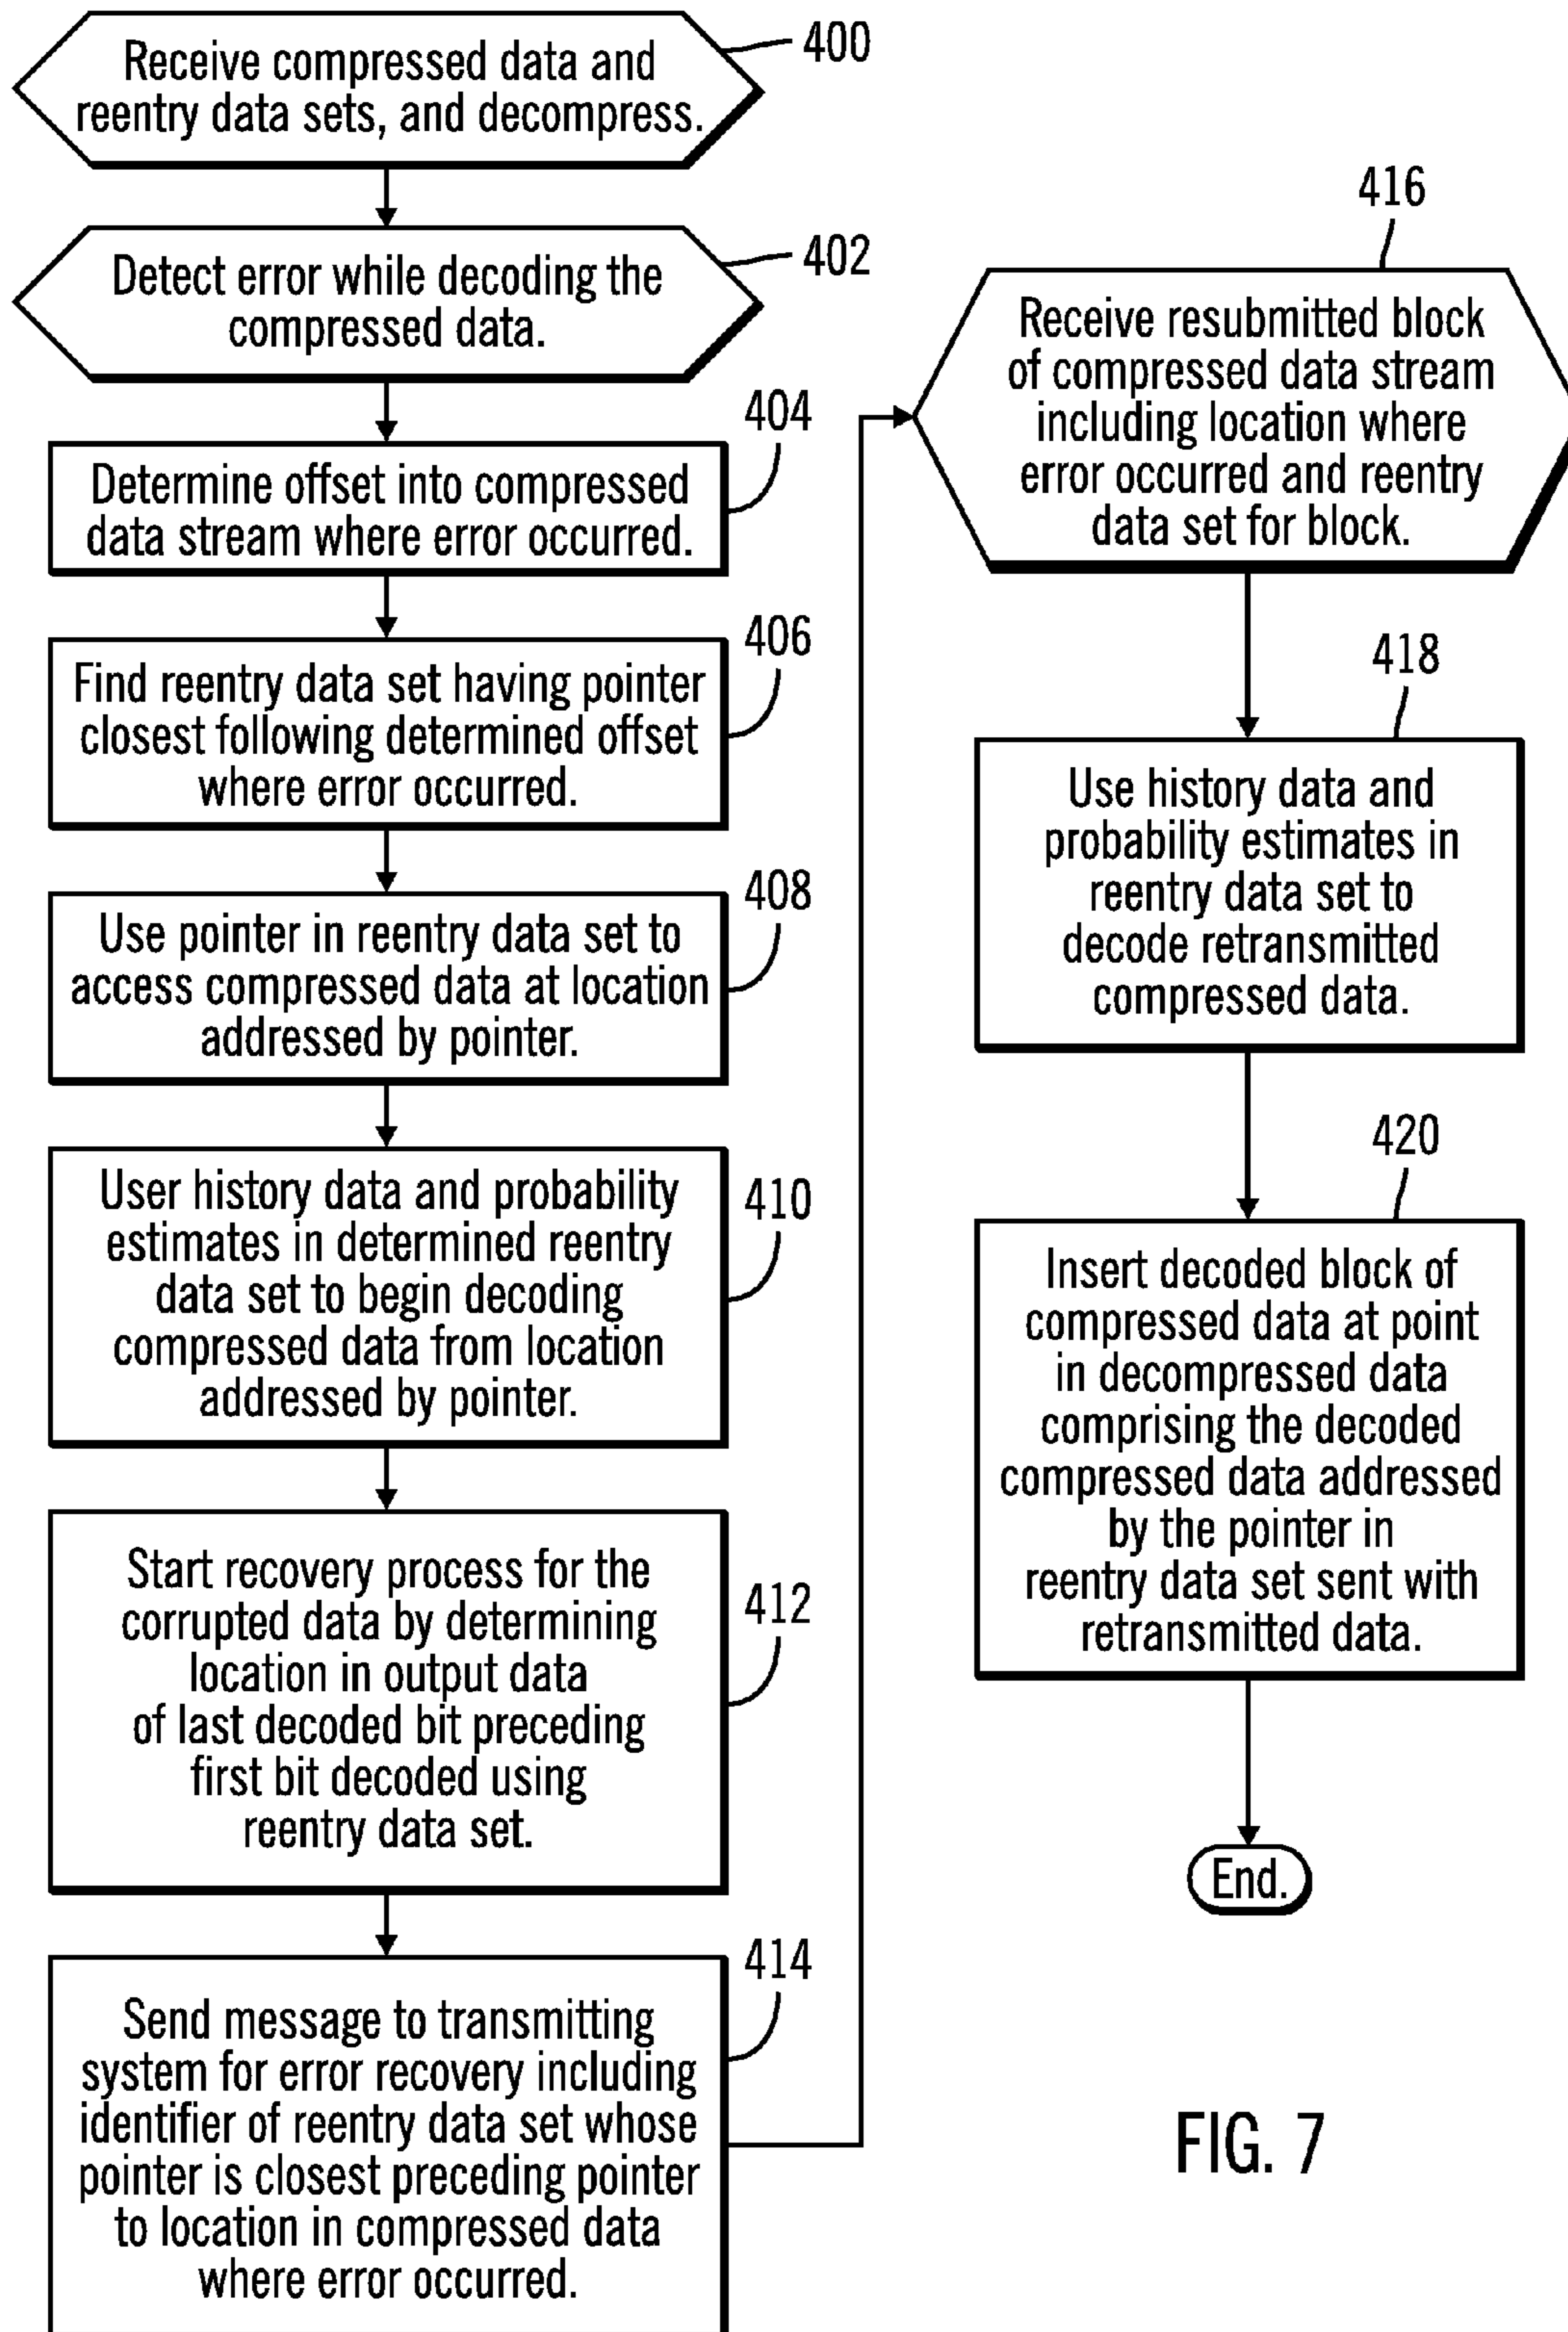 Receive compressed data and
reentry data sets, and decompress.
400
Detect error while decoding the
compressed data.
402
Determine offset into compressed
data stream where error occurred.
404
Find reentry data set having pointer
closest following determined offset
where error occurred.
406
Use pointer in reentry data set to
access compressed data at location
addressed by pointer.
408
User history data and probability
estimates in determined reentry
data set to begin decoding
compressed data from location
addressed by pointer.
410
Start recovery process for the
corrupted data by determining
location in output data
of last decoded bit preceding
first bit decoded using
reentry data set.
412
Send message to transmitting
system for error recovery including
identifier of reentry data set whose
pointer is closest preceding pointer
to location in compressed data
where error occurred.
414
416
Receive resubmitted block
of compressed data stream
including location where
error occurred and reentry
data set for block.
418
Use history data and
probability estimates in
reentry data set to
decode retransmitted
compressed data.
420
Insert decoded block of
compressed data at point
in decompressed data
comprising the decoded
compressed data addressed
by the pointer in
reentry data set sent with
retransmitted data.
End.
FIG. 7